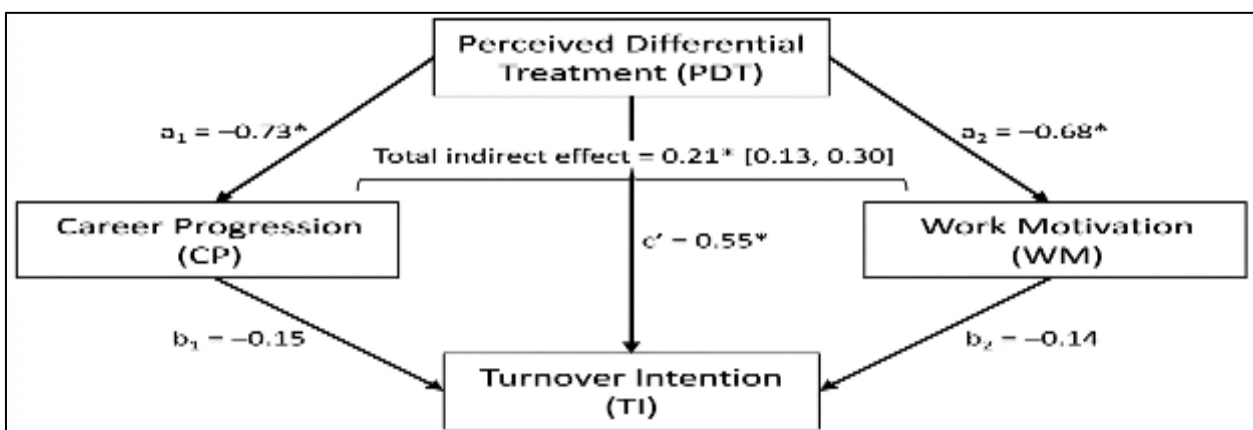 Perceived Differential
Treatment (PDT)
a₁ = −0.73*
a₂ = −0.68*
Total indirect effect = 0.21* [0.13, 0.30]
Career Progression
(CP)
c' = 0.55*
Work Motivation
(WM)
b₁ = −0.15
b₂ = −0.14
Turnover Intention
(TI)